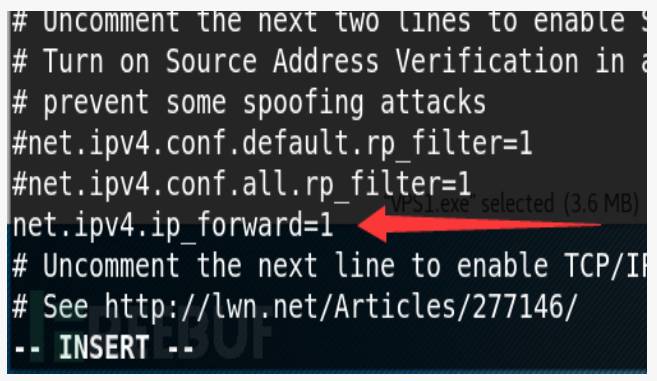 # Uncomment the next two lines to enable S
# Turn on Source Address Verification in a
# prevent some spoofing attacks
#net.ipv4.conf.default.rp_filter=1
#net.ipv4.conf.all.rp_filter=1
"VPS1.exe" selected (3.6 MB)
net.ipv4.ip_forward=1
# Uncomment the next line to enable TCP/IP
# See http://lwn.net/Articles/277146/
REEBUF
-- INSERT --